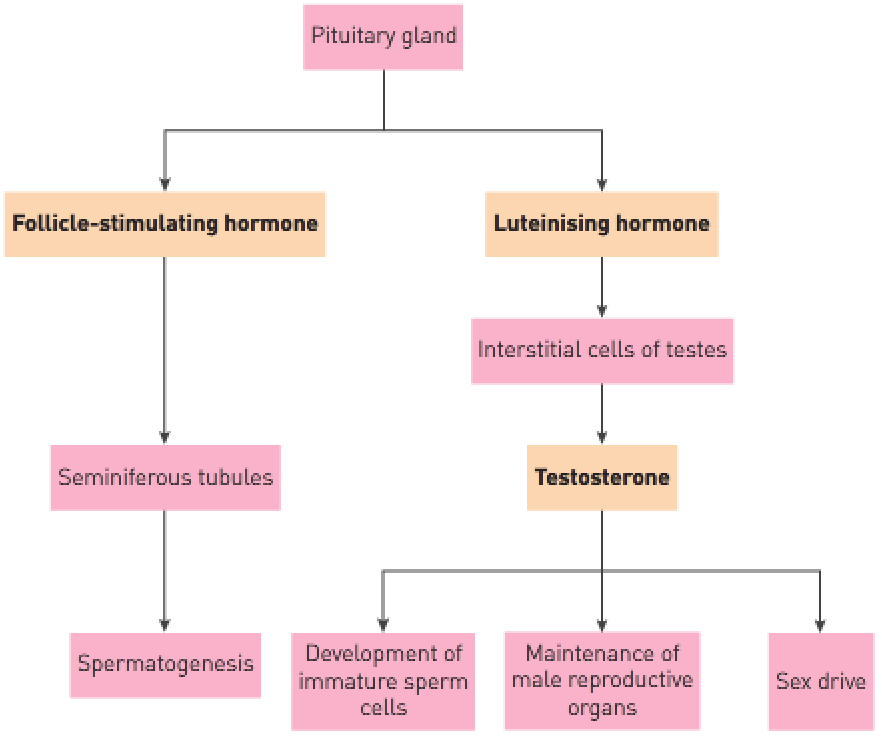 Pituitary gland
Follicle-stimulating hormone
Luteinising hormone
Interstitial cells of testes
Seminiferous tubules
Testosterone
Spermatogenesis
Development of
immature sperm
cells
Maintenance of
male reproductive
organs
Sex drive